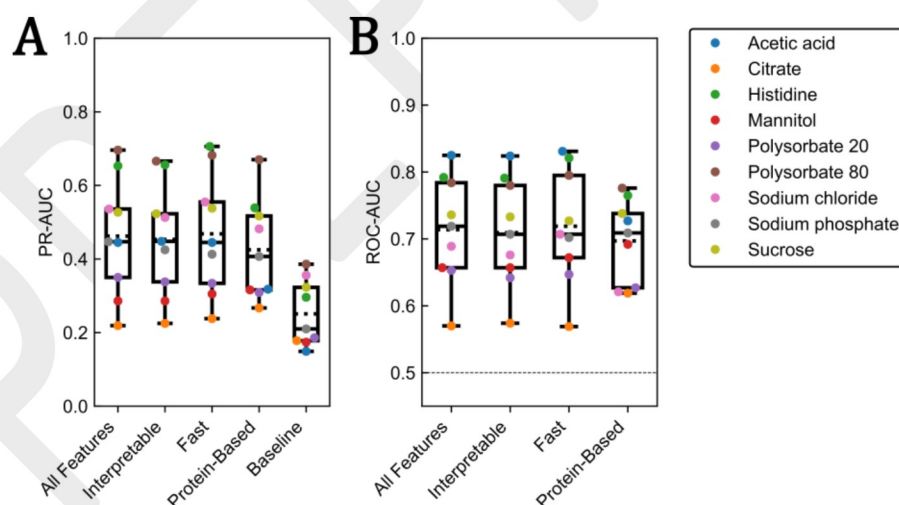 A
B
PR-AUC
1.0
0.8
0.6
0.4
0.2
0.0
All Features
Interpretable
Fast
Protein-Based
Baseline
ROC-AUC
1.0
0.9
0.8
0.7
0.6
0.5
All Features
Interpretable
Fast
Protein-Based
Acetic acid
Citrate
Histidine
Mannitol
Polysorbate 20
Polysorbate 80
Sodium chloride
Sodium phosphate
Sucrose